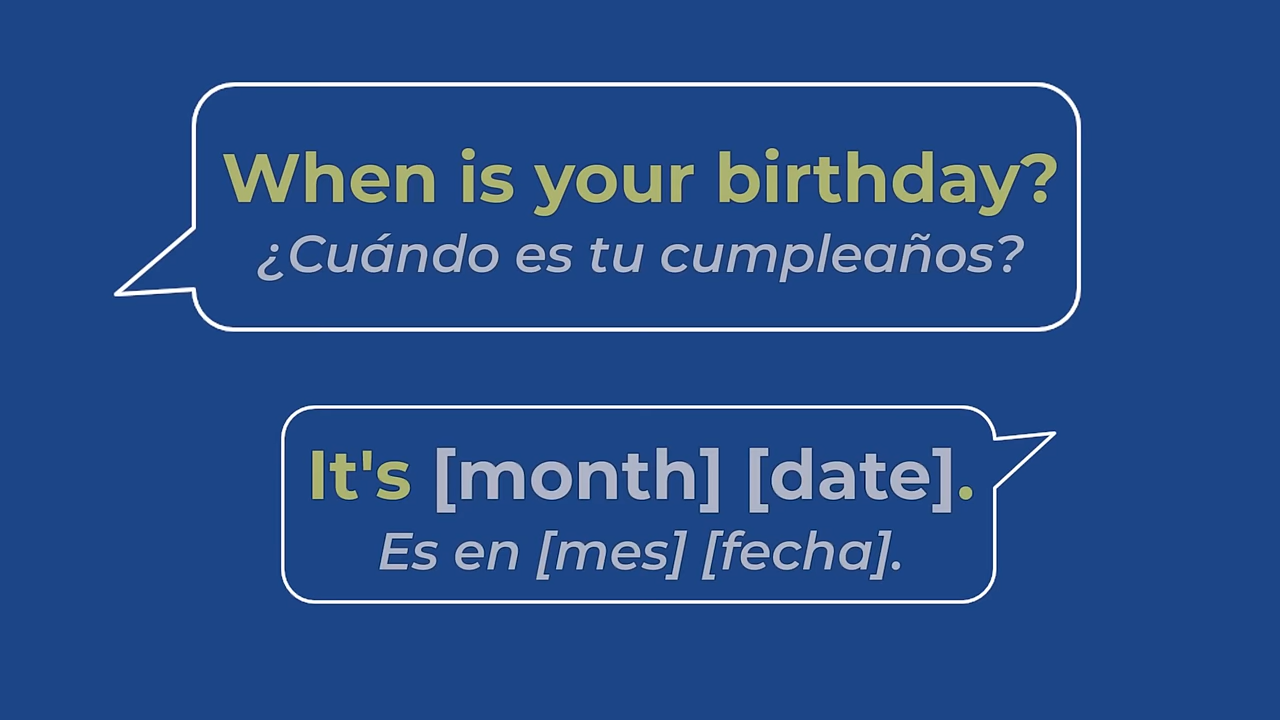 When is your birthday?
¿Cuándo es tu cumpleaños?
It's [month] [date].
Es en [mes] [fecha].